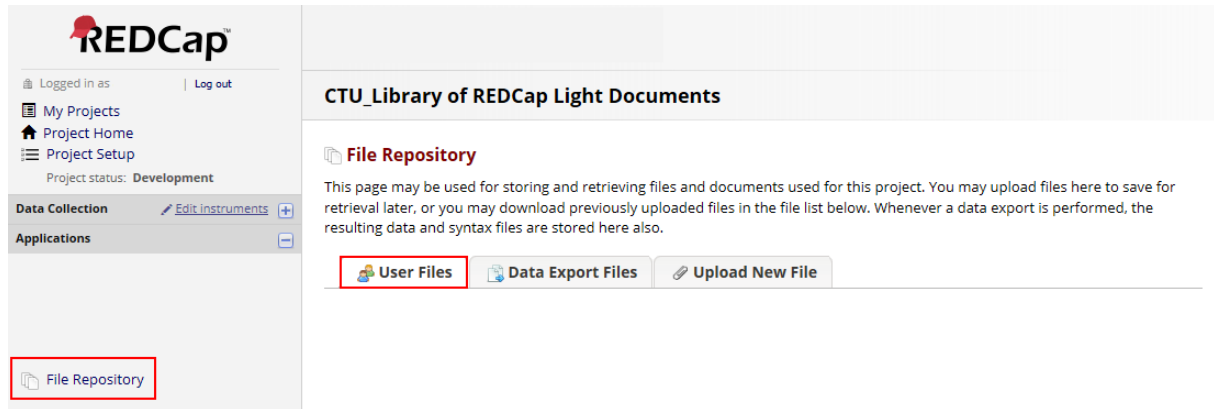 REDCap™
Logged in as | Log out
My Projects
Project Home
Project Setup
Project status: Development
Data Collection Edit instruments
Applications
File Repository
CTU_Library of REDCap Light Documents
File Repository
This page may be used for storing and retrieving files and documents used for this project. You may upload files here to save for
retrieval later, or you may download previously uploaded files in the file list below. Whenever a data export is performed, the
resulting data and syntax files are stored here also.
User Files Data Export Files Upload New File